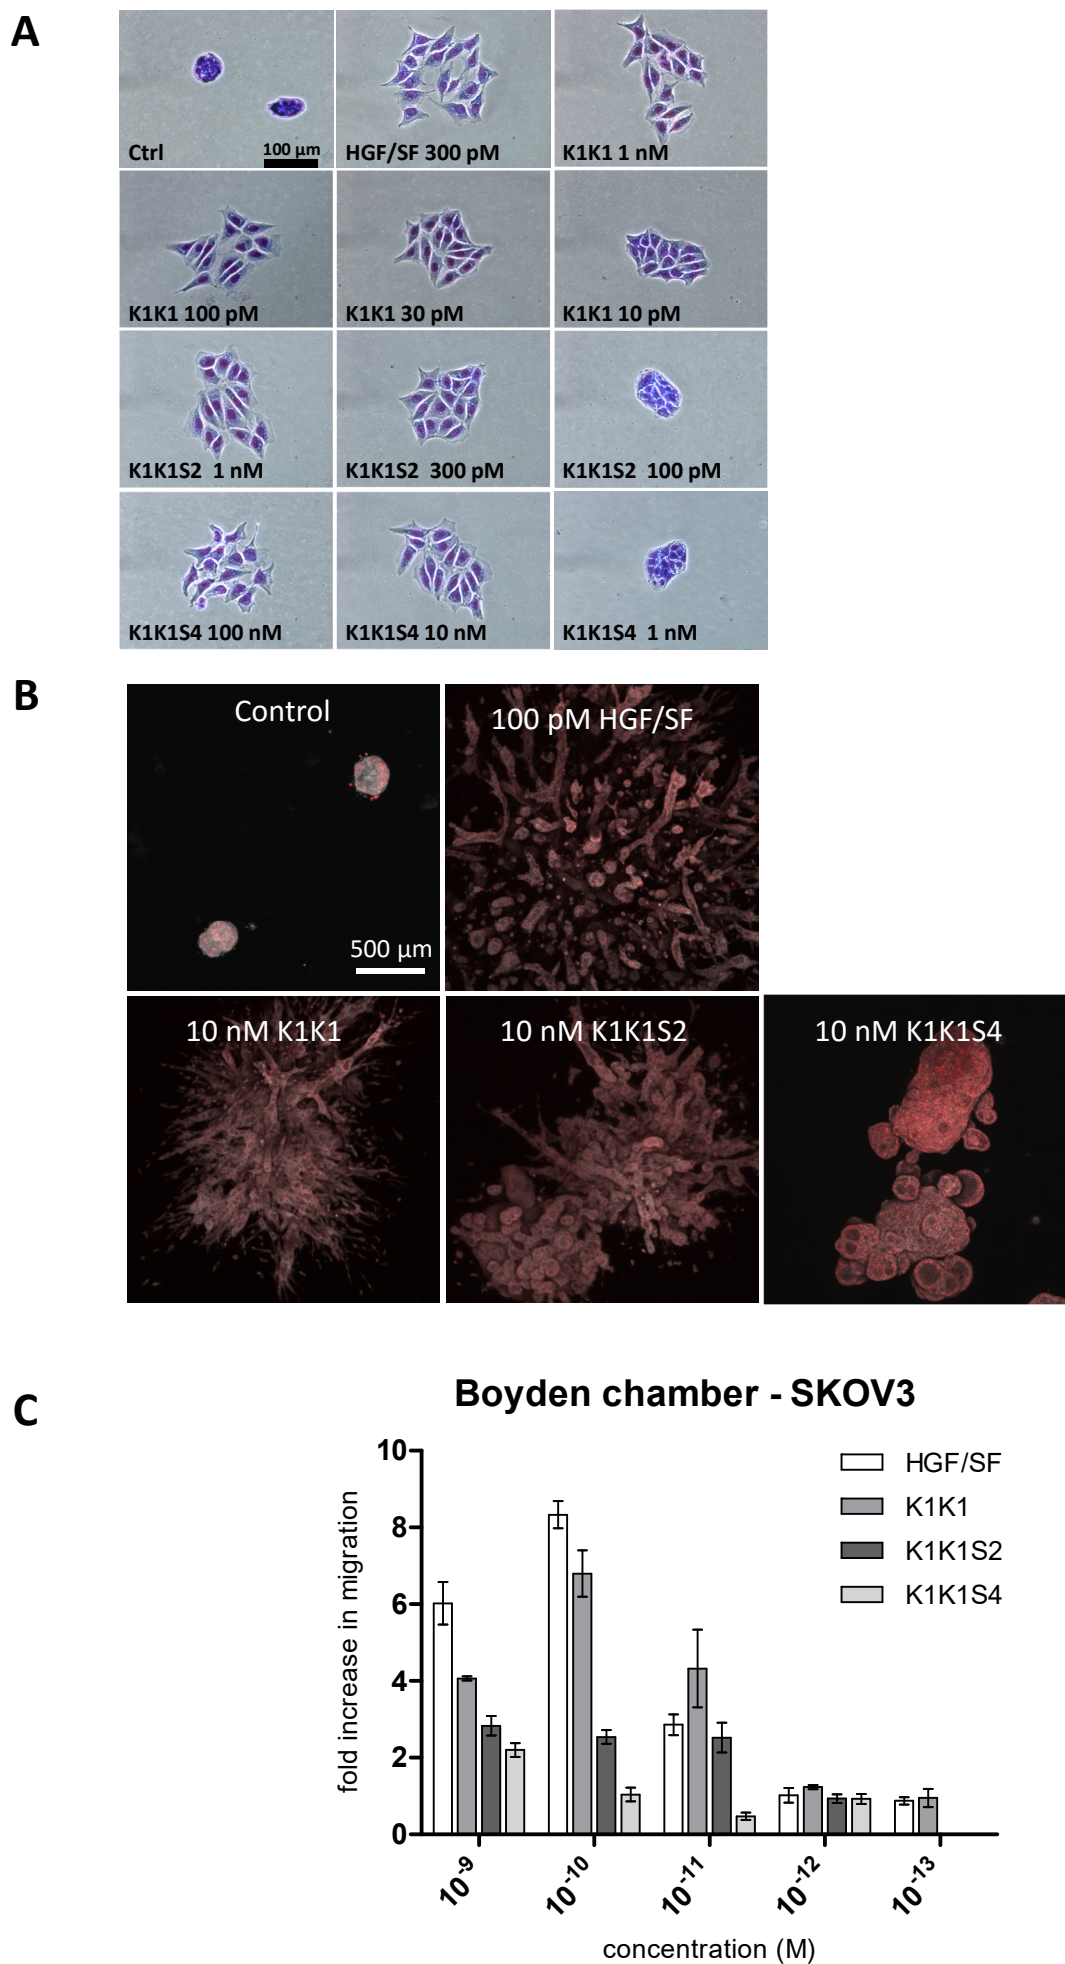 A
Ctrl
100 µm
HGF/SF 300 pM
K1K1 1 nM
K1K1 100 pM
K1K1 30 pM
K1K1 10 pM
K1K1S2 1 nM
K1K1S2 300 pM
K1K1S2 100 pM
K1K1S4 100 nM
K1K1S4 10 nM
K1K1S4 1 nM
B
Control
500 µm
100 pM HGF/SF
10 nM K1K1
10 nM K1K1S2
10 nM K1K1S4
C
Boyden chamber - SKOV3
fold increase in migration
10
8
6
4
2
0
HGF/SF
K1K1
K1K1S2
K1K1S4
10⁻⁹
10⁻¹⁰
10⁻¹¹
10⁻¹²
10⁻¹³
concentration (M)